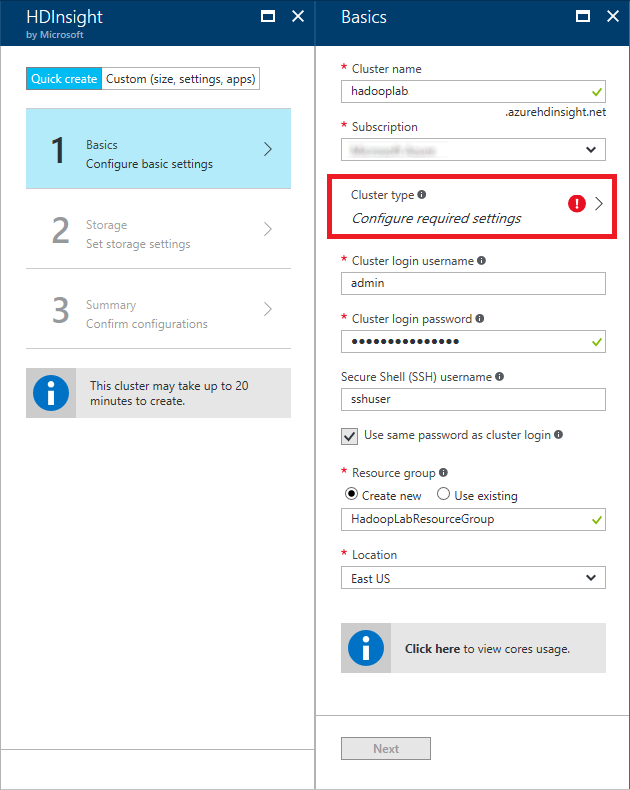 HDInsight
by Microsoft
Quick create Custom (size, settings, apps)
1 Basics
Configure basic settings
2 Storage
Set storage settings
3 Summary
Confirm configurations
This cluster may take up to 20
minutes to create.
Basics
* Cluster name
hadooplab
.azurehdinsight.net
* Subscription
Cluster type
Configure required settings
* Cluster login username
admin
* Cluster login password
Secure Shell (SSH) username
sshuser
Use same password as cluster login
* Resource group
Create new Use existing
HadoopLabResourceGroup
* Location
East US
Click here to view cores usage.
Next